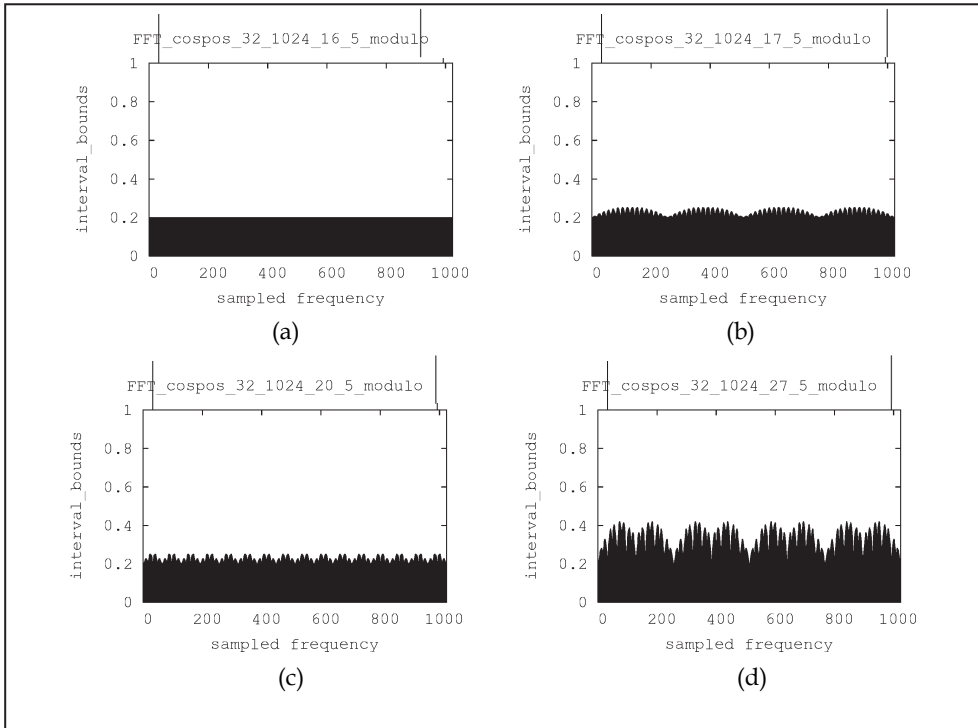 FFT_cospos_32_1024_16_5_modulo
1
0.8
0.6
0.4
0.2
0
interval_bounds
0 200 400 600 800 1000
sampled frequency
(a)
FFT_cospos_32_1024_17_5_modulo
1
0.8
0.6
0.4
0.2
0
interval_bounds
0 200 400 600 800 1000
sampled frequency
(b)
FFT_cospos_32_1024_20_5_modulo
1
0.8
0.6
0.4
0.2
0
interval_bounds
0 200 400 600 800 1000
sampled frequency
(c)
FFT_cospos_32_1024_27_5_modulo
1
0.8
0.6
0.4
0.2
0
interval_bounds
0 200 400 600 800 1000
sampled frequency
(d)